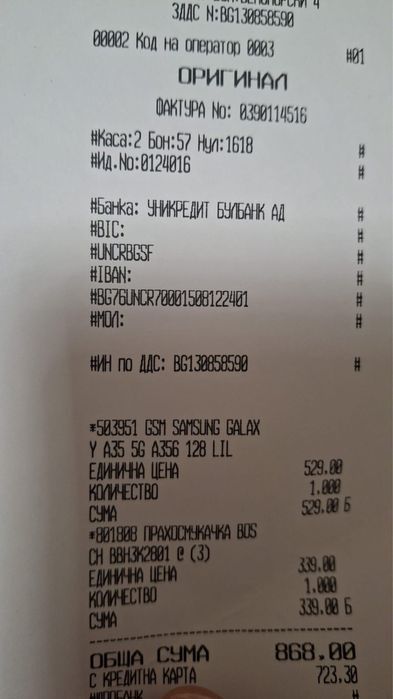 ЗДДС N:BG130858590
00002 Код на оператор 0003 #01
ОРИГИНАЛ
ФАКТУРА No: 0390114516
#Каса:2 Бон:57 Нул:1618 #
#Ид.No:0124016 #
#Банка: УНИКРЕДИТ БУЛБАНК АД #
#BIC: #
#UNCRBGSF #
#IBAN: #
#BG76UNCR70001508122401 #
#МОЛ: #
#ИН по ДДС: BG130858590 #
*503951 GSM SAMSUNG GALAX
Y A35 5G A356 128 LIL
ЕДИНИЧНА ЦЕНА 529.00
КОЛИЧЕСТВО 1.000
СУМА 529.00 Б
*801808 ПРАХОСМУКАЧКА BOS
CH BBH3K2801 @ (3)
ЕДИНИЧНА ЦЕНА 339.00
КОЛИЧЕСТВО 1.000
СУМА 339.00 Б
ОБЩА СУМА 868.00
С КРЕДИТНА КАРТА 723.30